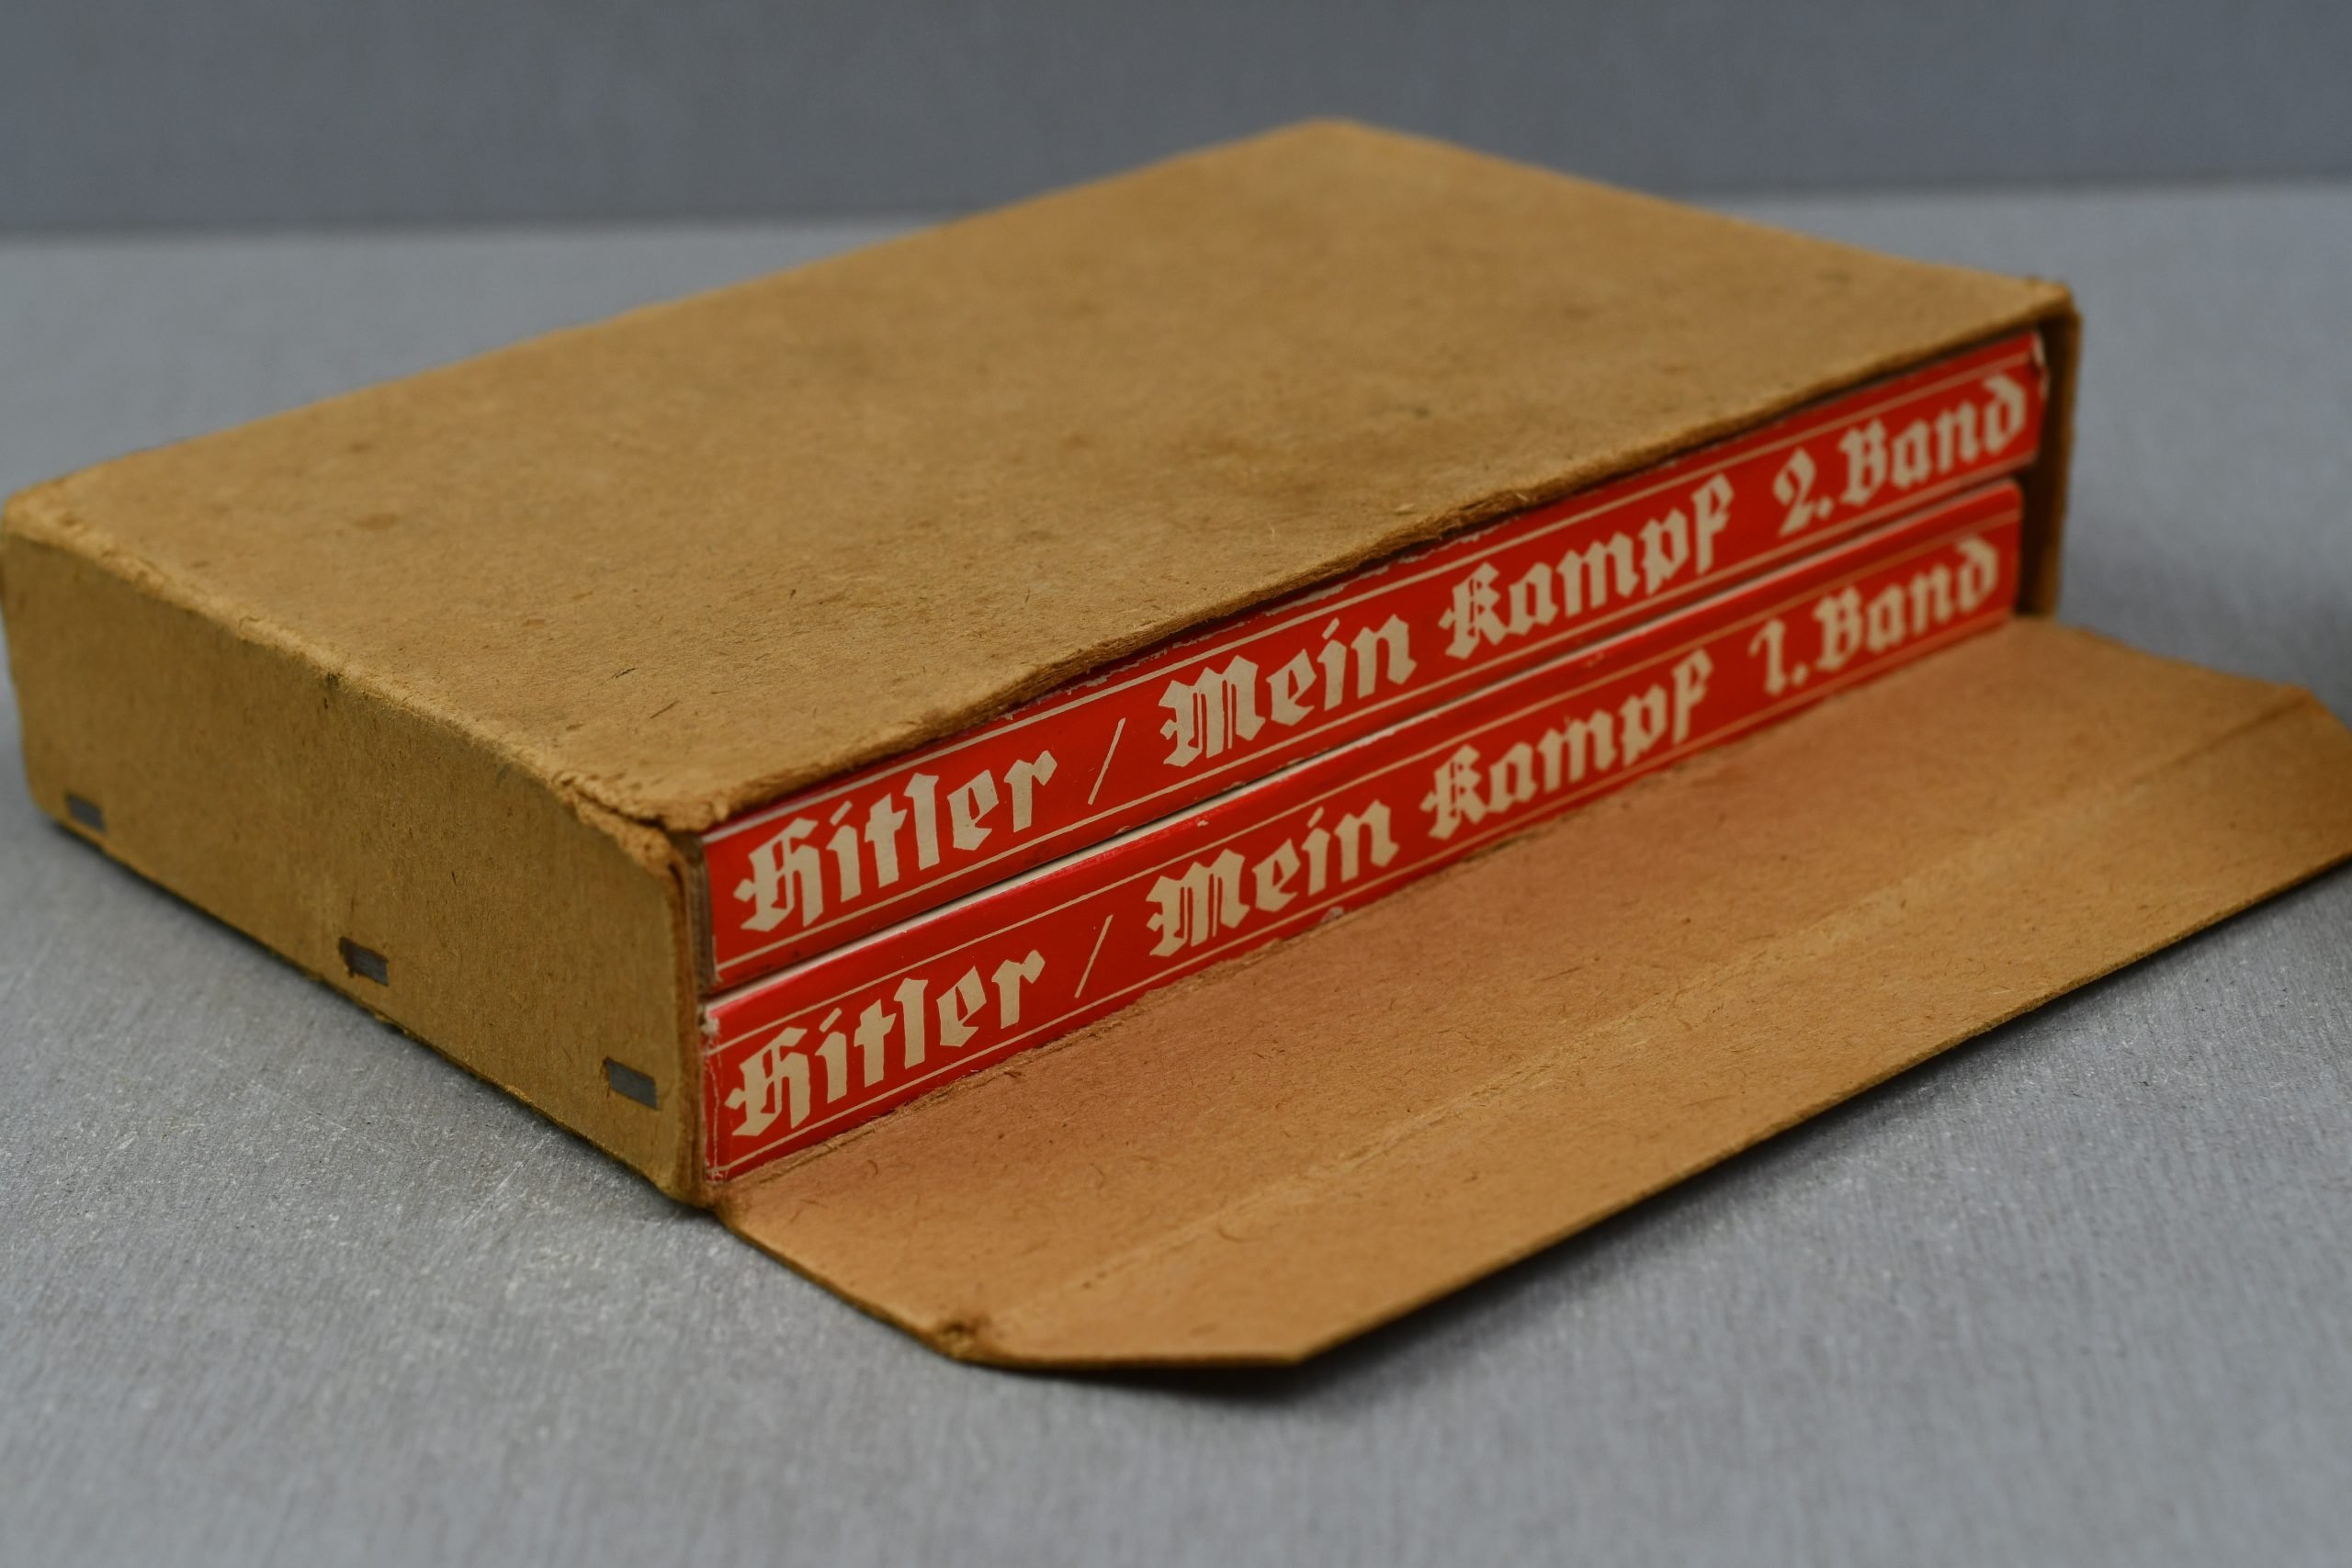 Hitler / Mein Kampf 2. Band
Hitler / Mein Kampf 1. Band